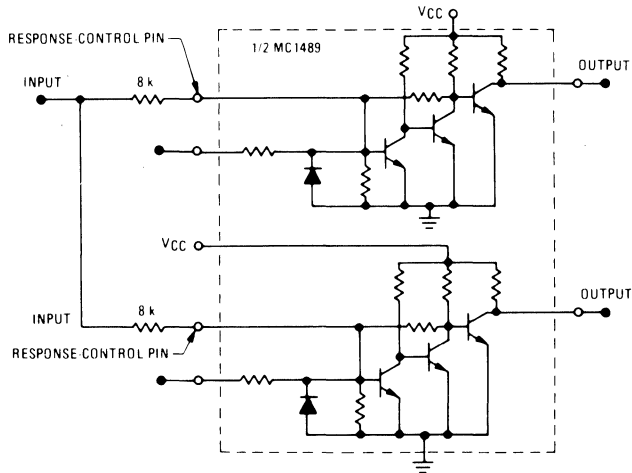 VCC
RESPONSE-CONTROL PIN
1/2 MC1489
OUTPUT
INPUT
8 k
VCC
INPUT
8 k
OUTPUT
RESPONSE-CONTROL PIN